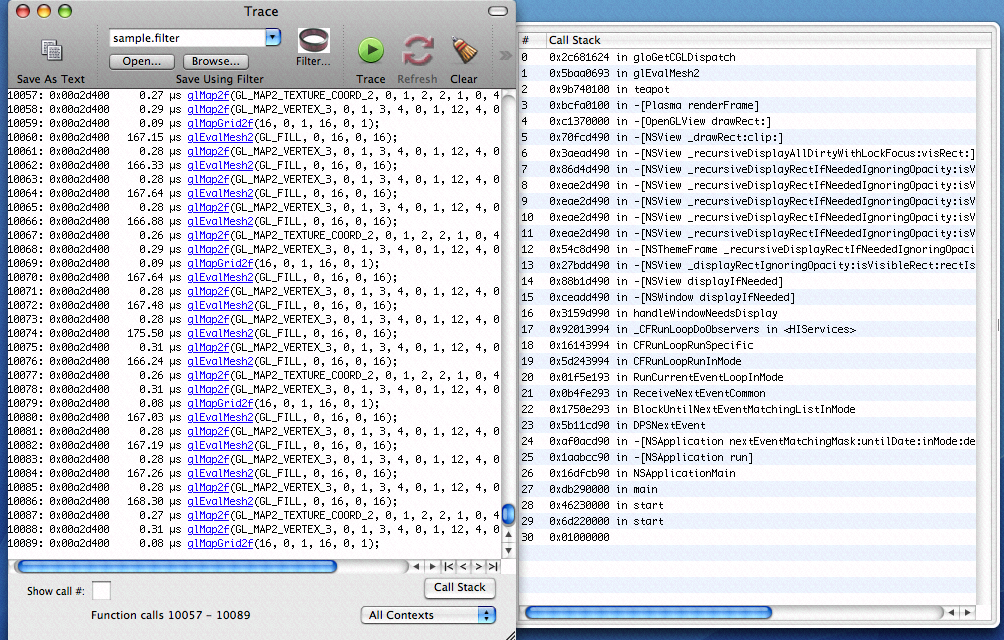 Trace
sample.filter
Open... Browse... Filter...
Save As Text Save Using Filter Trace Refresh Clear
10057: 0x00a2d400 0.27 µs glMap2f(GL_MAP2_TEXTURE_COORD_2, 0, 1, 2, 2, 1, 0, 4
10058: 0x00a2d400 0.29 µs glMap2f(GL_MAP2_VERTEX_3, 0, 1, 3, 4, 0, 1, 12, 4, 0
10059: 0x00a2d400 0.09 µs glMapGrid2f(16, 0, 1, 16, 0, 1);
10060: 0x00a2d400 167.15 µs glEvalMesh2(GL_FILL, 0, 16, 0, 16);
10061: 0x00a2d400 0.28 µs glMap2f(GL_MAP2_VERTEX_3, 0, 1, 3, 4, 0, 1, 12, 4, 0
10062: 0x00a2d400 166.33 µs glEvalMesh2(GL_FILL, 0, 16, 0, 16);
10063: 0x00a2d400 0.28 µs glMap2f(GL_MAP2_VERTEX_3, 0, 1, 3, 4, 0, 1, 12, 4, 0
10064: 0x00a2d400 167.64 µs glEvalMesh2(GL_FILL, 0, 16, 0, 16);
10065: 0x00a2d400 0.28 µs glMap2f(GL_MAP2_VERTEX_3, 0, 1, 3, 4, 0, 1, 12, 4, 0
10066: 0x00a2d400 166.88 µs glEvalMesh2(GL_FILL, 0, 16, 0, 16);
10067: 0x00a2d400 0.26 µs glMap2f(GL_MAP2_TEXTURE_COORD_2, 0, 1, 2, 2, 1, 0, 4
10068: 0x00a2d400 0.29 µs glMap2f(GL_MAP2_VERTEX_3, 0, 1, 3, 4, 0, 1, 12, 4, 0
10069: 0x00a2d400 0.09 µs glMapGrid2f(16, 0, 1, 16, 0, 1);
10070: 0x00a2d400 167.64 µs glEvalMesh2(GL_FILL, 0, 16, 0, 16);
10071: 0x00a2d400 0.28 µs glMap2f(GL_MAP2_VERTEX_3, 0, 1, 3, 4, 0, 1, 12, 4, 0
10072: 0x00a2d400 167.48 µs glEvalMesh2(GL_FILL, 0, 16, 0, 16);
10073: 0x00a2d400 0.28 µs glMap2f(GL_MAP2_VERTEX_3, 0, 1, 3, 4, 0, 1, 12, 4, 0
10074: 0x00a2d400 175.50 µs glEvalMesh2(GL_FILL, 0, 16, 0, 16);
10075: 0x00a2d400 0.31 µs glMap2f(GL_MAP2_VERTEX_3, 0, 1, 3, 4, 0, 1, 12, 4, 0
10076: 0x00a2d400 166.24 µs glEvalMesh2(GL_FILL, 0, 16, 0, 16);
10077: 0x00a2d400 0.26 µs glMap2f(GL_MAP2_TEXTURE_COORD_2, 0, 1, 2, 2, 1, 0, 4
10078: 0x00a2d400 0.31 µs glMap2f(GL_MAP2_VERTEX_3, 0, 1, 3, 4, 0, 1, 12, 4, 0
10079: 0x00a2d400 0.08 µs glMapGrid2f(16, 0, 1, 16, 0, 1);
10080: 0x00a2d400 167.03 µs glEvalMesh2(GL_FILL, 0, 16, 0, 16);
10081: 0x00a2d400 0.28 µs glMap2f(GL_MAP2_VERTEX_3, 0, 1, 3, 4, 0, 1, 12, 4, 0
10082: 0x00a2d400 167.19 µs glEvalMesh2(GL_FILL, 0, 16, 0, 16);
10083: 0x00a2d400 0.28 µs glMap2f(GL_MAP2_VERTEX_3, 0, 1, 3, 4, 0, 1, 12, 4, 0
10084: 0x00a2d400 167.26 µs glEvalMesh2(GL_FILL, 0, 16, 0, 16);
10085: 0x00a2d400 0.28 µs glMap2f(GL_MAP2_VERTEX_3, 0, 1, 3, 4, 0, 1, 12, 4, 0
10086: 0x00a2d400 168.30 µs glEvalMesh2(GL_FILL, 0, 16, 0, 16);
10087: 0x00a2d400 0.27 µs glMap2f(GL_MAP2_TEXTURE_COORD_2, 0, 1, 2, 2, 1, 0, 4
10088: 0x00a2d400 0.31 µs glMap2f(GL_MAP2_VERTEX_3, 0, 1, 3, 4, 0, 1, 12, 4, 0
10089: 0x00a2d400 0.08 µs glMapGrid2f(16, 0, 1, 16, 0, 1);
Show call #: Call Stack
Function calls 10057 - 10089 All Contexts
# Call Stack
0 0x2c681624 in gloGetCGLDispatch
1 0x5baa0693 in glEvalMesh2
2 0x9b740100 in teapot
3 0xbcfa0100 in -[Plasma renderFrame]
4 0xc1370000 in -[OpenGLView drawRect:]
5 0x70fcd490 in -[NSView _drawRect:clip:]
6 0x3aead490 in -[NSView _recursiveDisplayAllDirtyWithLockFocus:visRect:]
7 0x86d4d490 in -[NSView _recursiveDisplayRectIfNeededIgnoringOpacity:isV
8 0xeae2d490 in -[NSView _recursiveDisplayRectIfNeededIgnoringOpacity:isV
9 0xeae2d490 in -[NSView _recursiveDisplayRectIfNeededIgnoringOpacity:isV
10 0xeae2d490 in -[NSView _recursiveDisplayRectIfNeededIgnoringOpacity:isV
11 0xeae2d490 in -[NSView _recursiveDisplayRectIfNeededIgnoringOpacity:isV
12 0x54c8d490 in -[NSThemeFrame _recursiveDisplayRectIfNeededIgnoringOpaci
13 0x27bdd490 in -[NSView _displayRectIgnoringOpacity:isVisibleRect:rectIs
14 0x88b1d490 in -[NSView displayIfNeeded]
15 0xceadd490 in -[NSWindow displayIfNeeded]
16 0x3159d990 in handleWindowNeedsDisplay
17 0x92013994 in _CFRunLoopDoObservers in <HIServices>
18 0x16143994 in CFRunLoopRunSpecific
19 0x5d243994 in CFRunLoopRunInMode
20 0x01f5e193 in RunCurrentEventLoopInMode
21 0x0b4fe293 in ReceiveNextEventCommon
22 0x1750e293 in BlockUntilNextEventMatchingListInMode
23 0x5b11cd90 in DPSNextEvent
24 0xaf0acd90 in -[NSApplication nextEventMatchingMask:untilDate:inMode:de
25 0x1aabcc90 in -[NSApplication run]
26 0x16dfcb90 in NSApplicationMain
27 0xdb290000 in main
28 0x46230000 in start
29 0x6d220000 in start
30 0x01000000